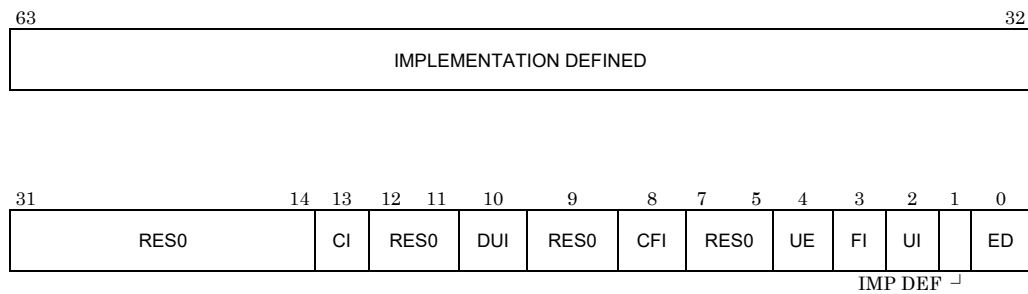 63 32
IMPLEMENTATION DEFINED
31 14 13 12 11 10 9 8 7 5 4 3 2 1 0
RES0 CI RES0 DUI RES0 CFI RES0 UE FI UI ED
IMP DEF